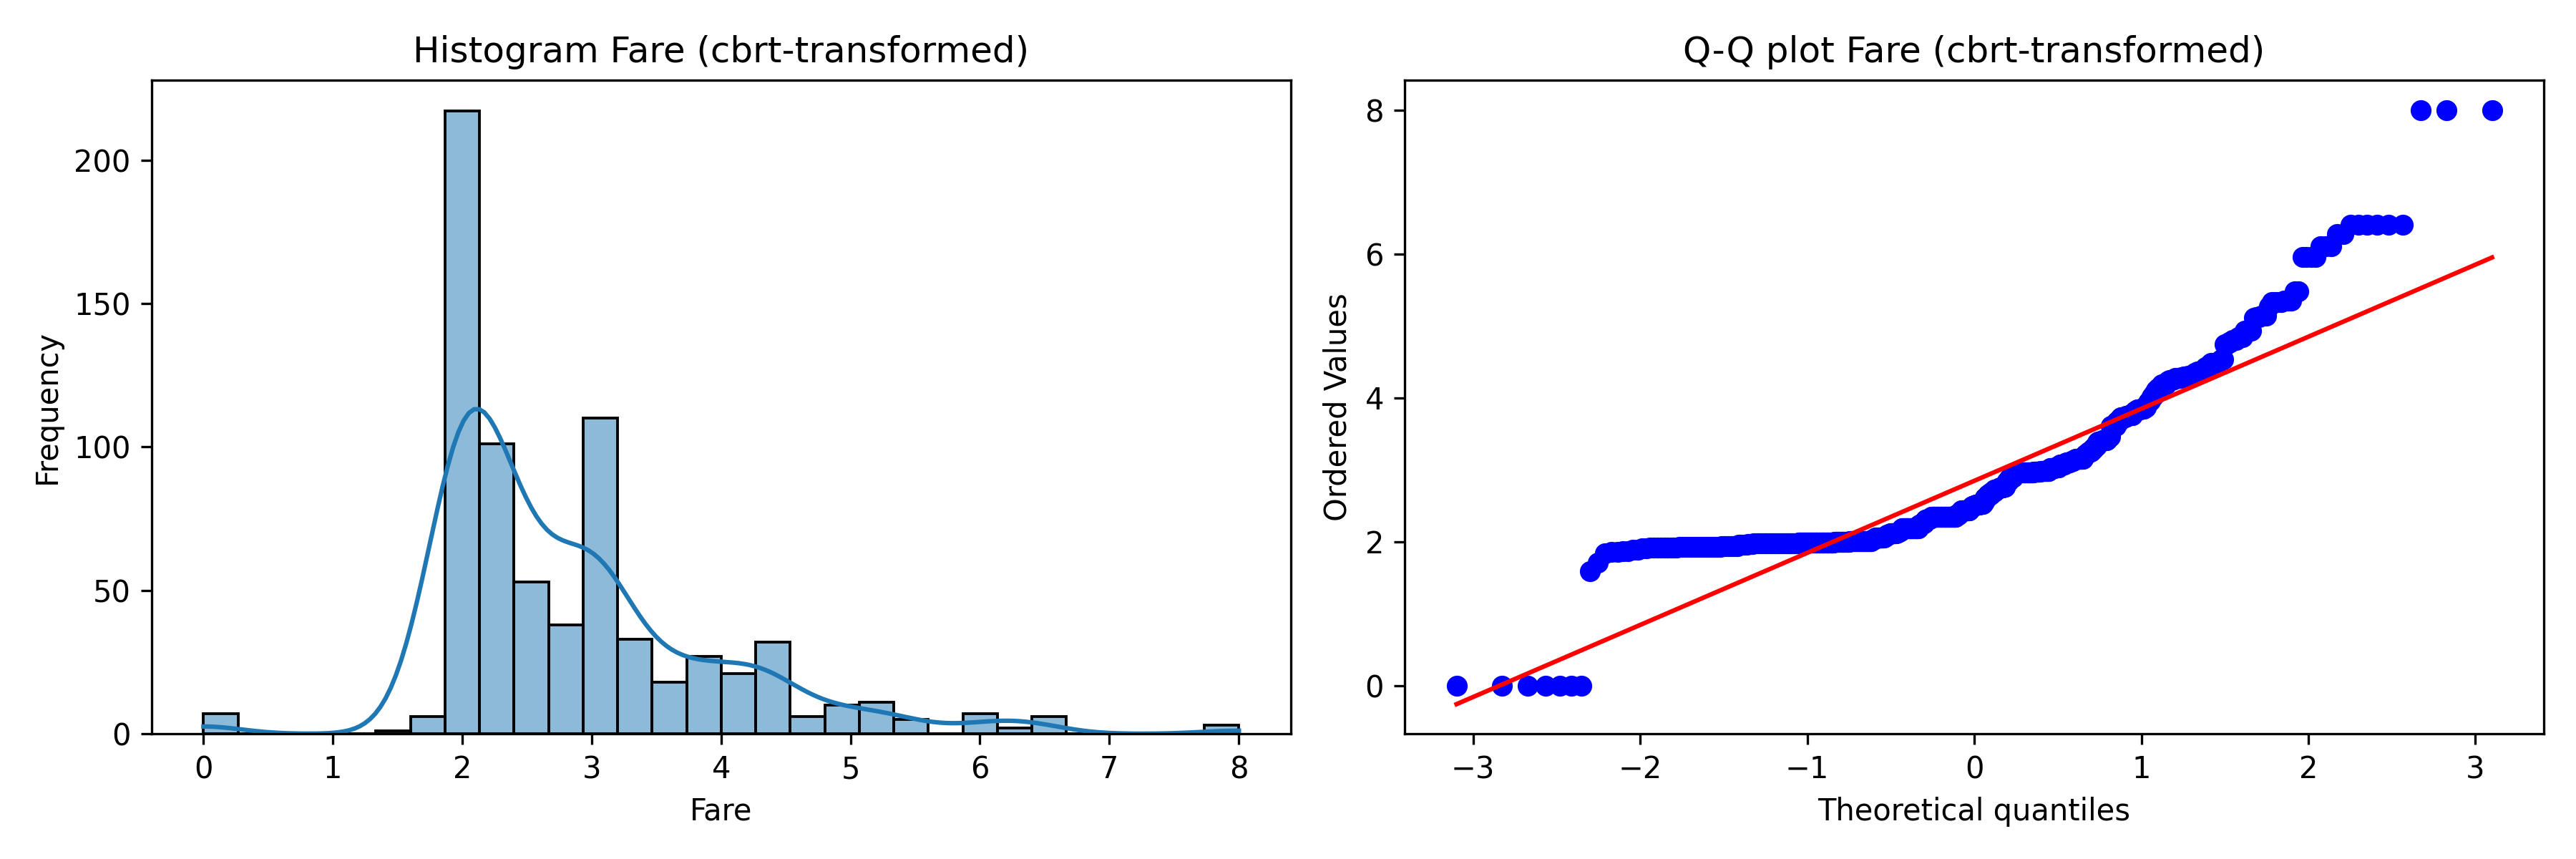 Histogram Fare (cbrt-transformed)
Frequency
200
150
100
50
0
0 1 2 3 4 5 6 7 8
Fare
Q-Q plot Fare (cbrt-transformed)
Ordered Values
8
6
4
2
0
−3 −2 −1 0 1 2 3
Theoretical quantiles